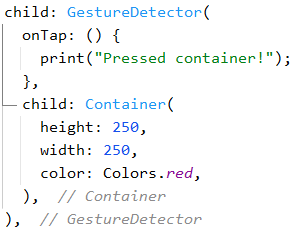 child: GestureDetector(
  onTap: () {
    print("Pressed container!");
  },
  child: Container(
    height: 250,
    width: 250,
    color: Colors.red,
  ),  // Container
),  // GestureDetector